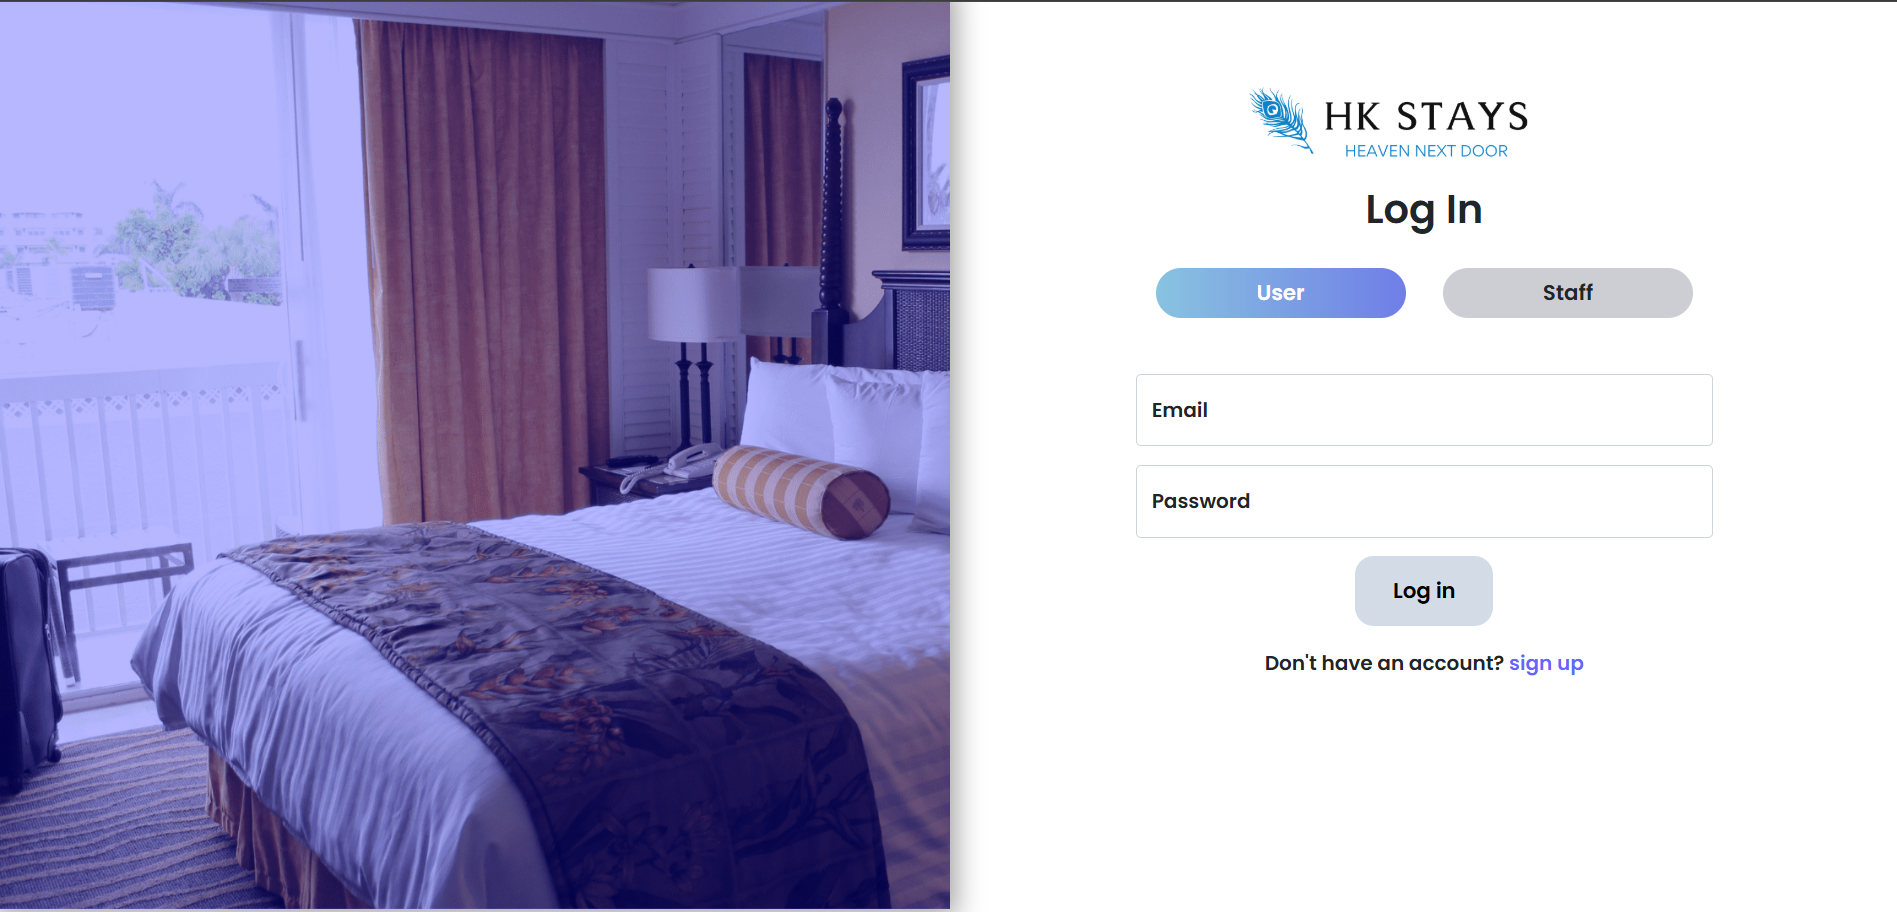 HK STAYS
HEAVEN NEXT DOOR
Log In
User
Staff
Email
Password
Log in
Don't have an account? sign up